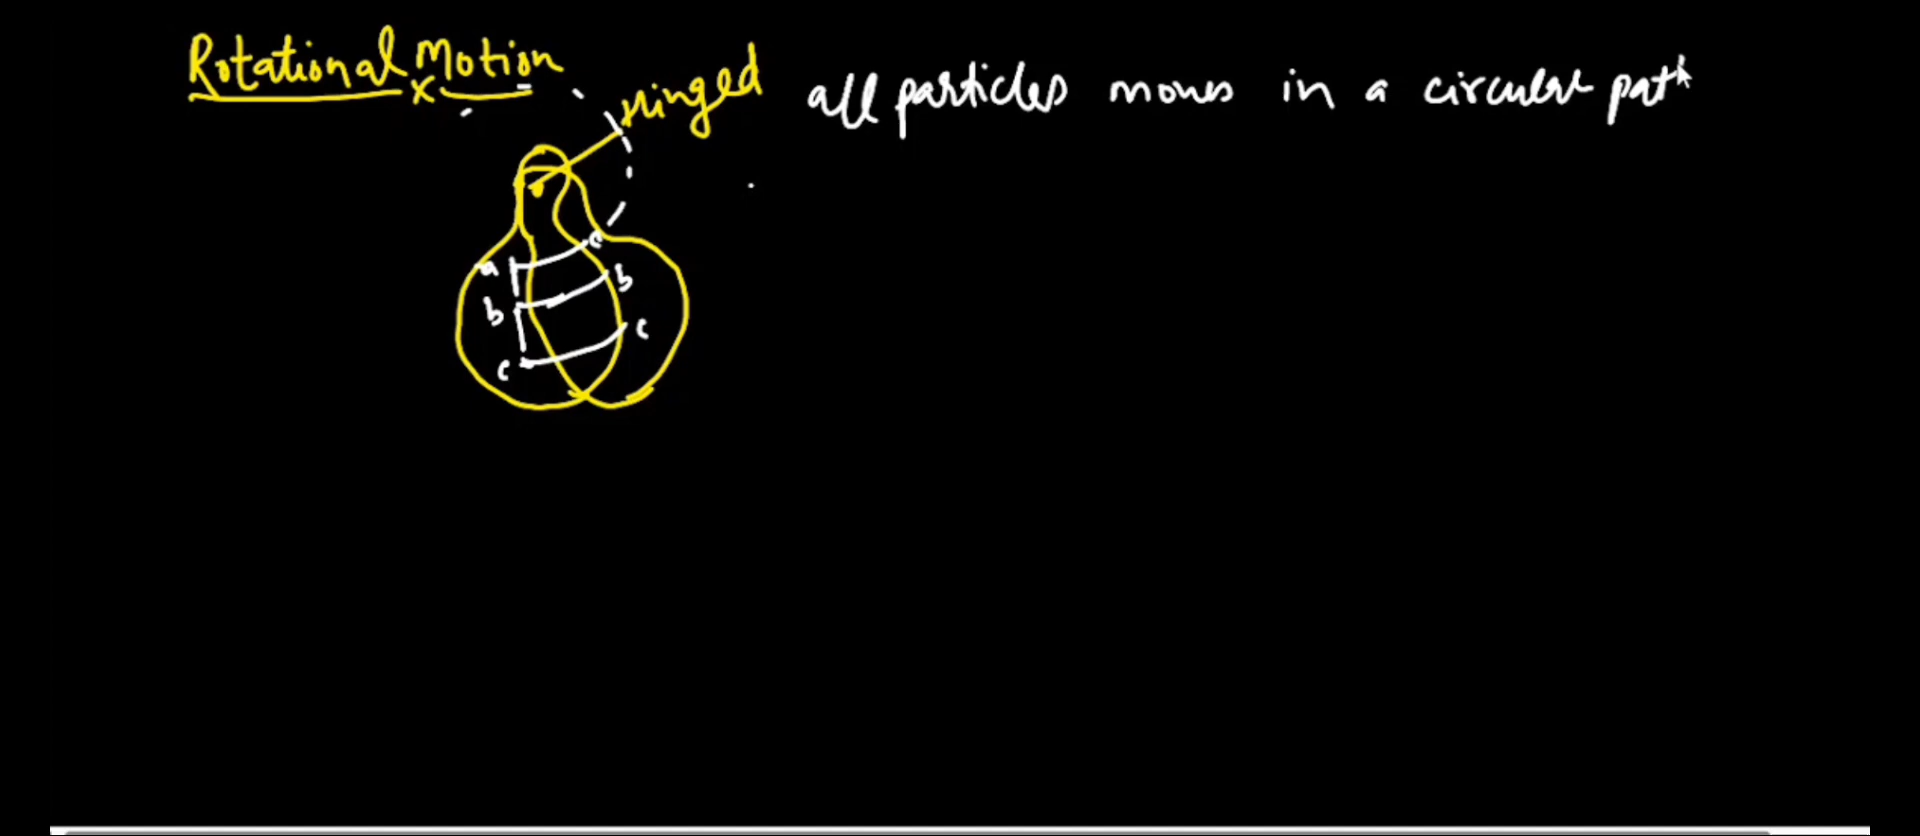 Rotational Motion
x
Hinged
all particles moves in a circular path
a
a
b
b
c
c